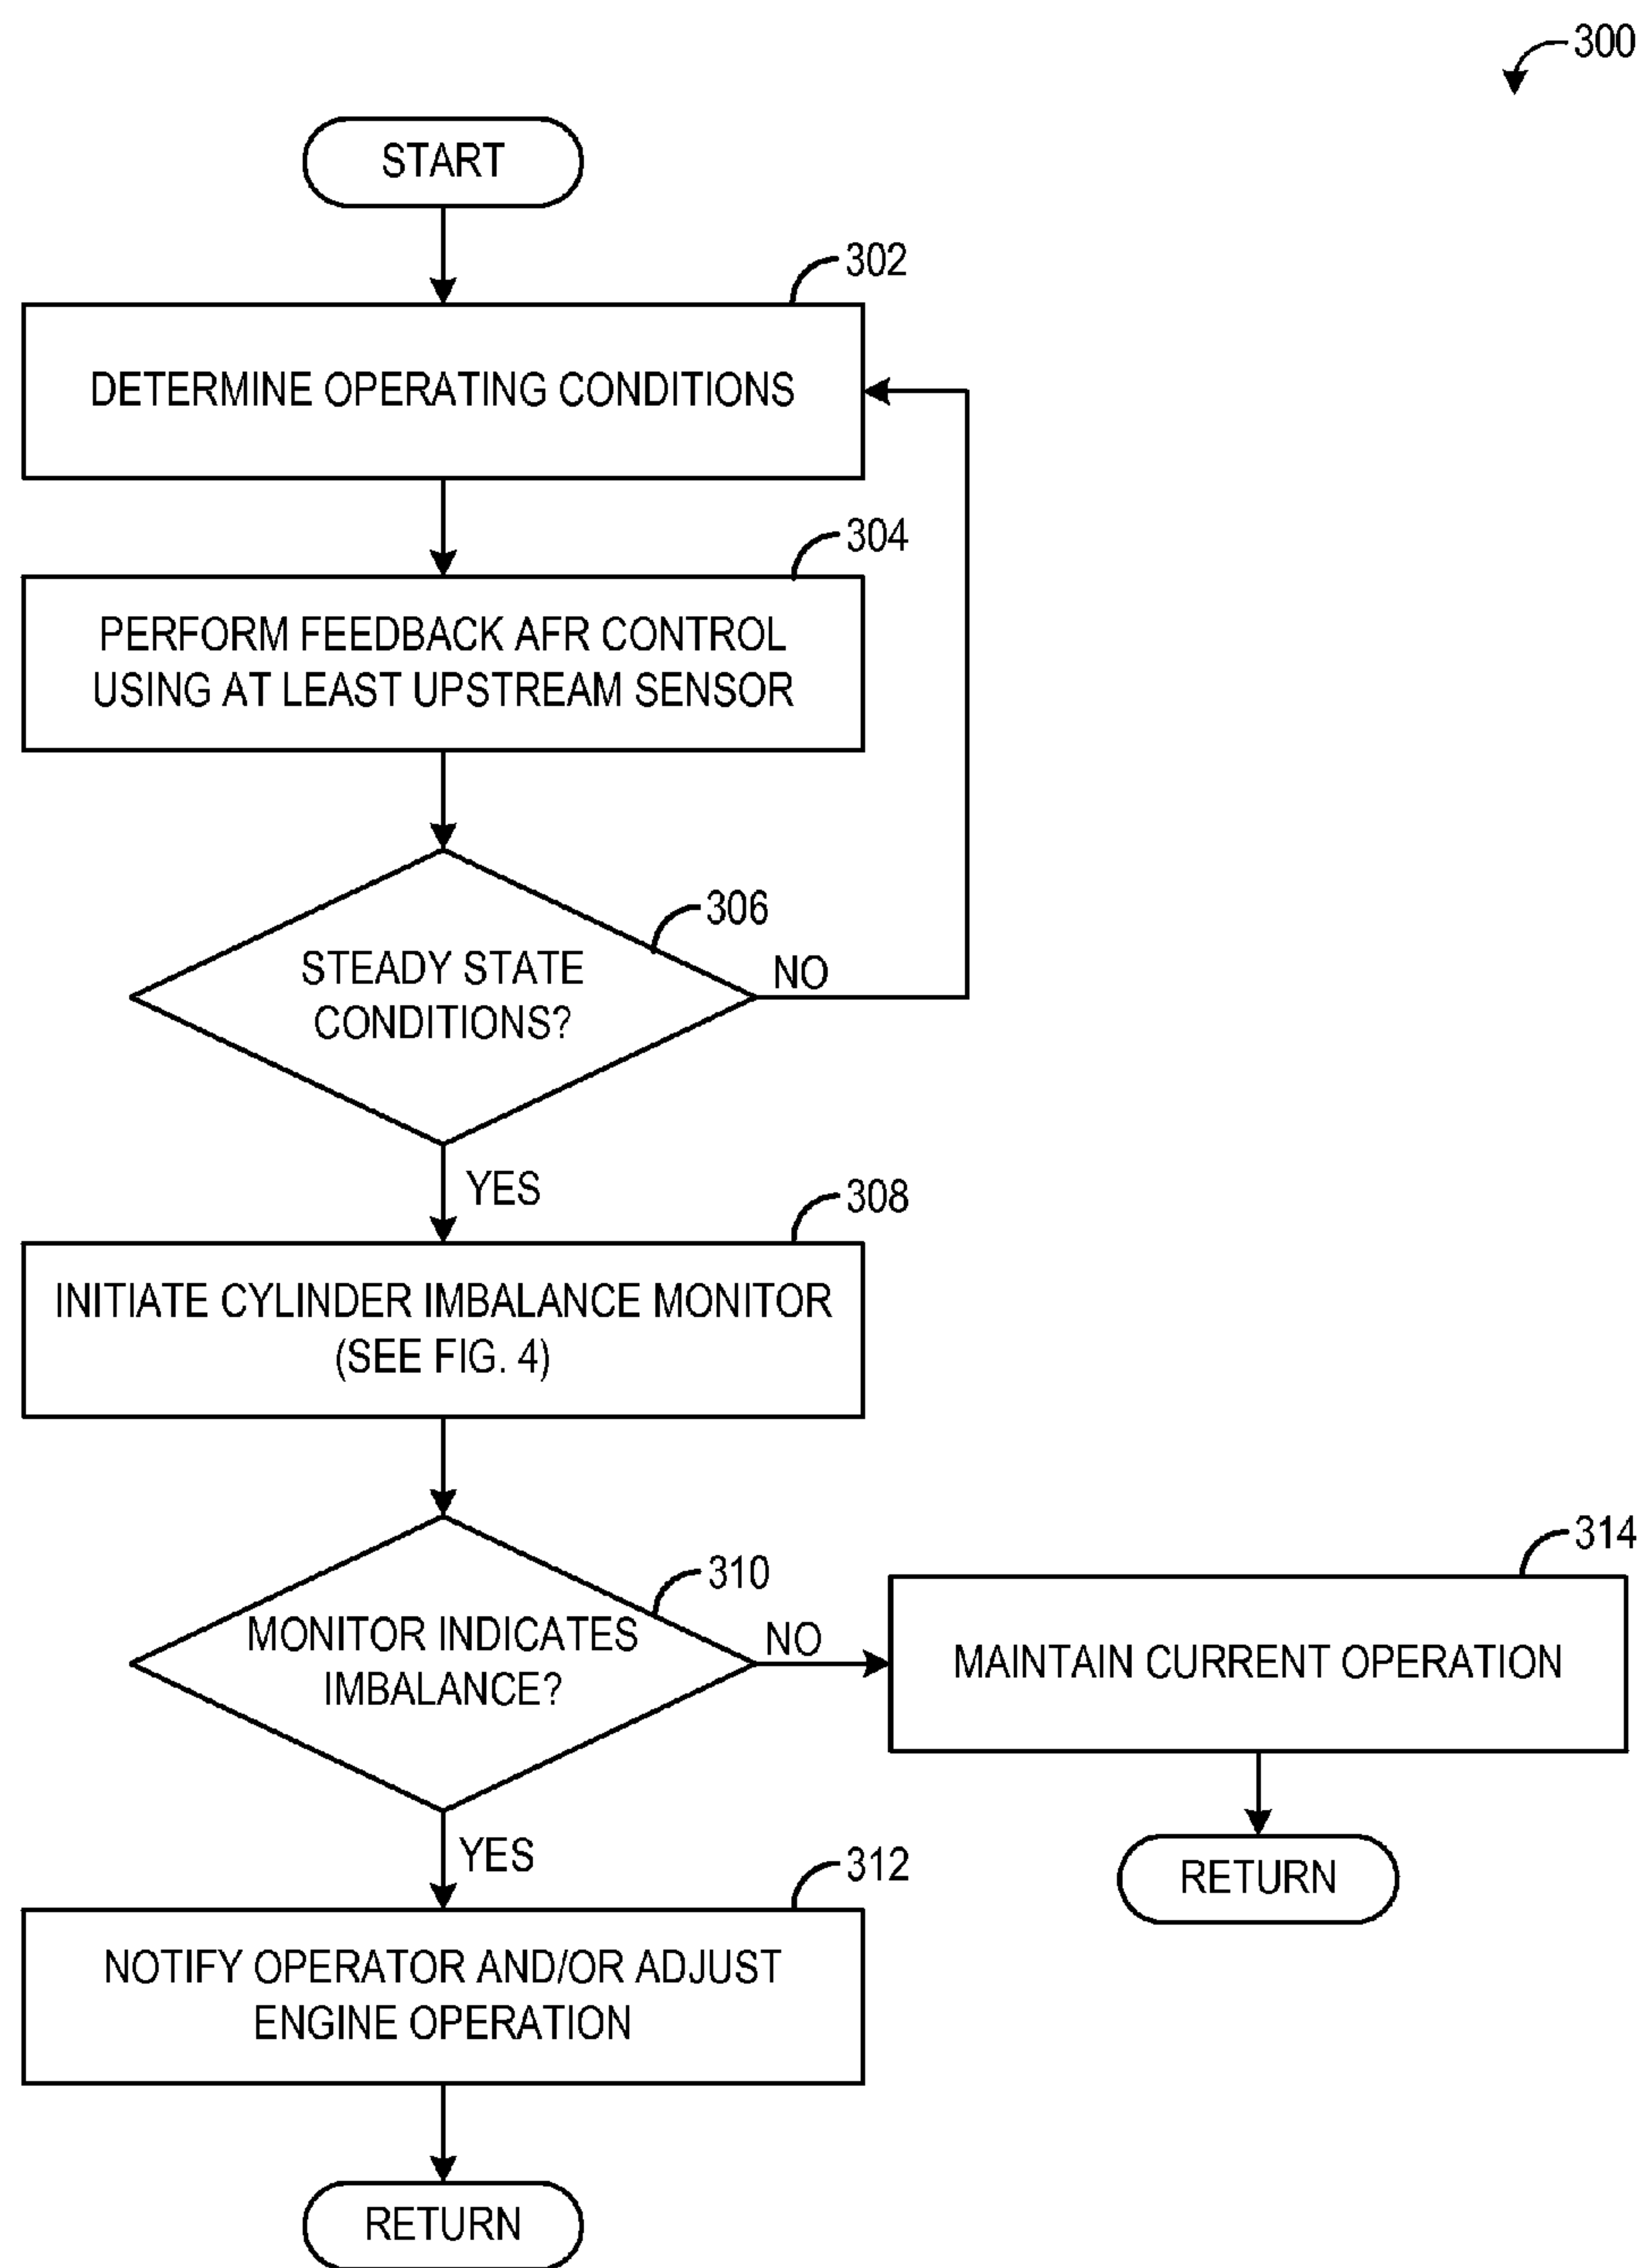 300
START
302
DETERMINE OPERATING CONDITIONS
304
PERFORM FEEDBACK AFR CONTROL
USING AT LEAST UPSTREAM SENSOR
306
STEADY STATE
CONDITIONS?
NO
YES
308
INITIATE CYLINDER IMBALANCE MONITOR
(SEE FIG. 4)
310
MONITOR INDICATES
IMBALANCE?
NO
314
MAINTAIN CURRENT OPERATION
RETURN
YES
312
NOTIFY OPERATOR AND/OR ADJUST
ENGINE OPERATION
RETURN